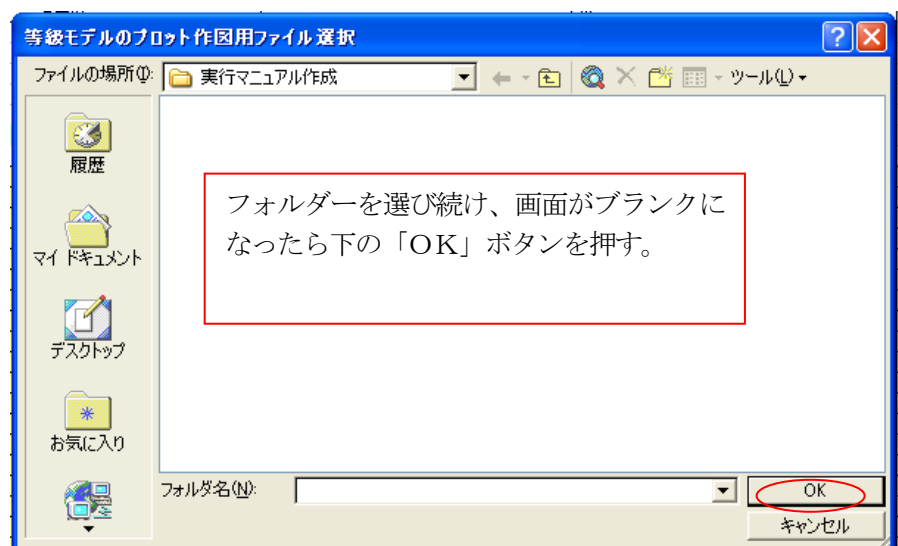 等級モデルのプロット作図用ファイル選択
ファイルの場所(I):
実行マニュアル作成
ツール(L)
履歴
マイ ドキュメント
デスクトップ
お気に入り
フォルダーを選び続け、画面がブランクに
なったら下の「ＯＫ」ボタンを押す。
フォルダ名(N):
OK
キャンセル